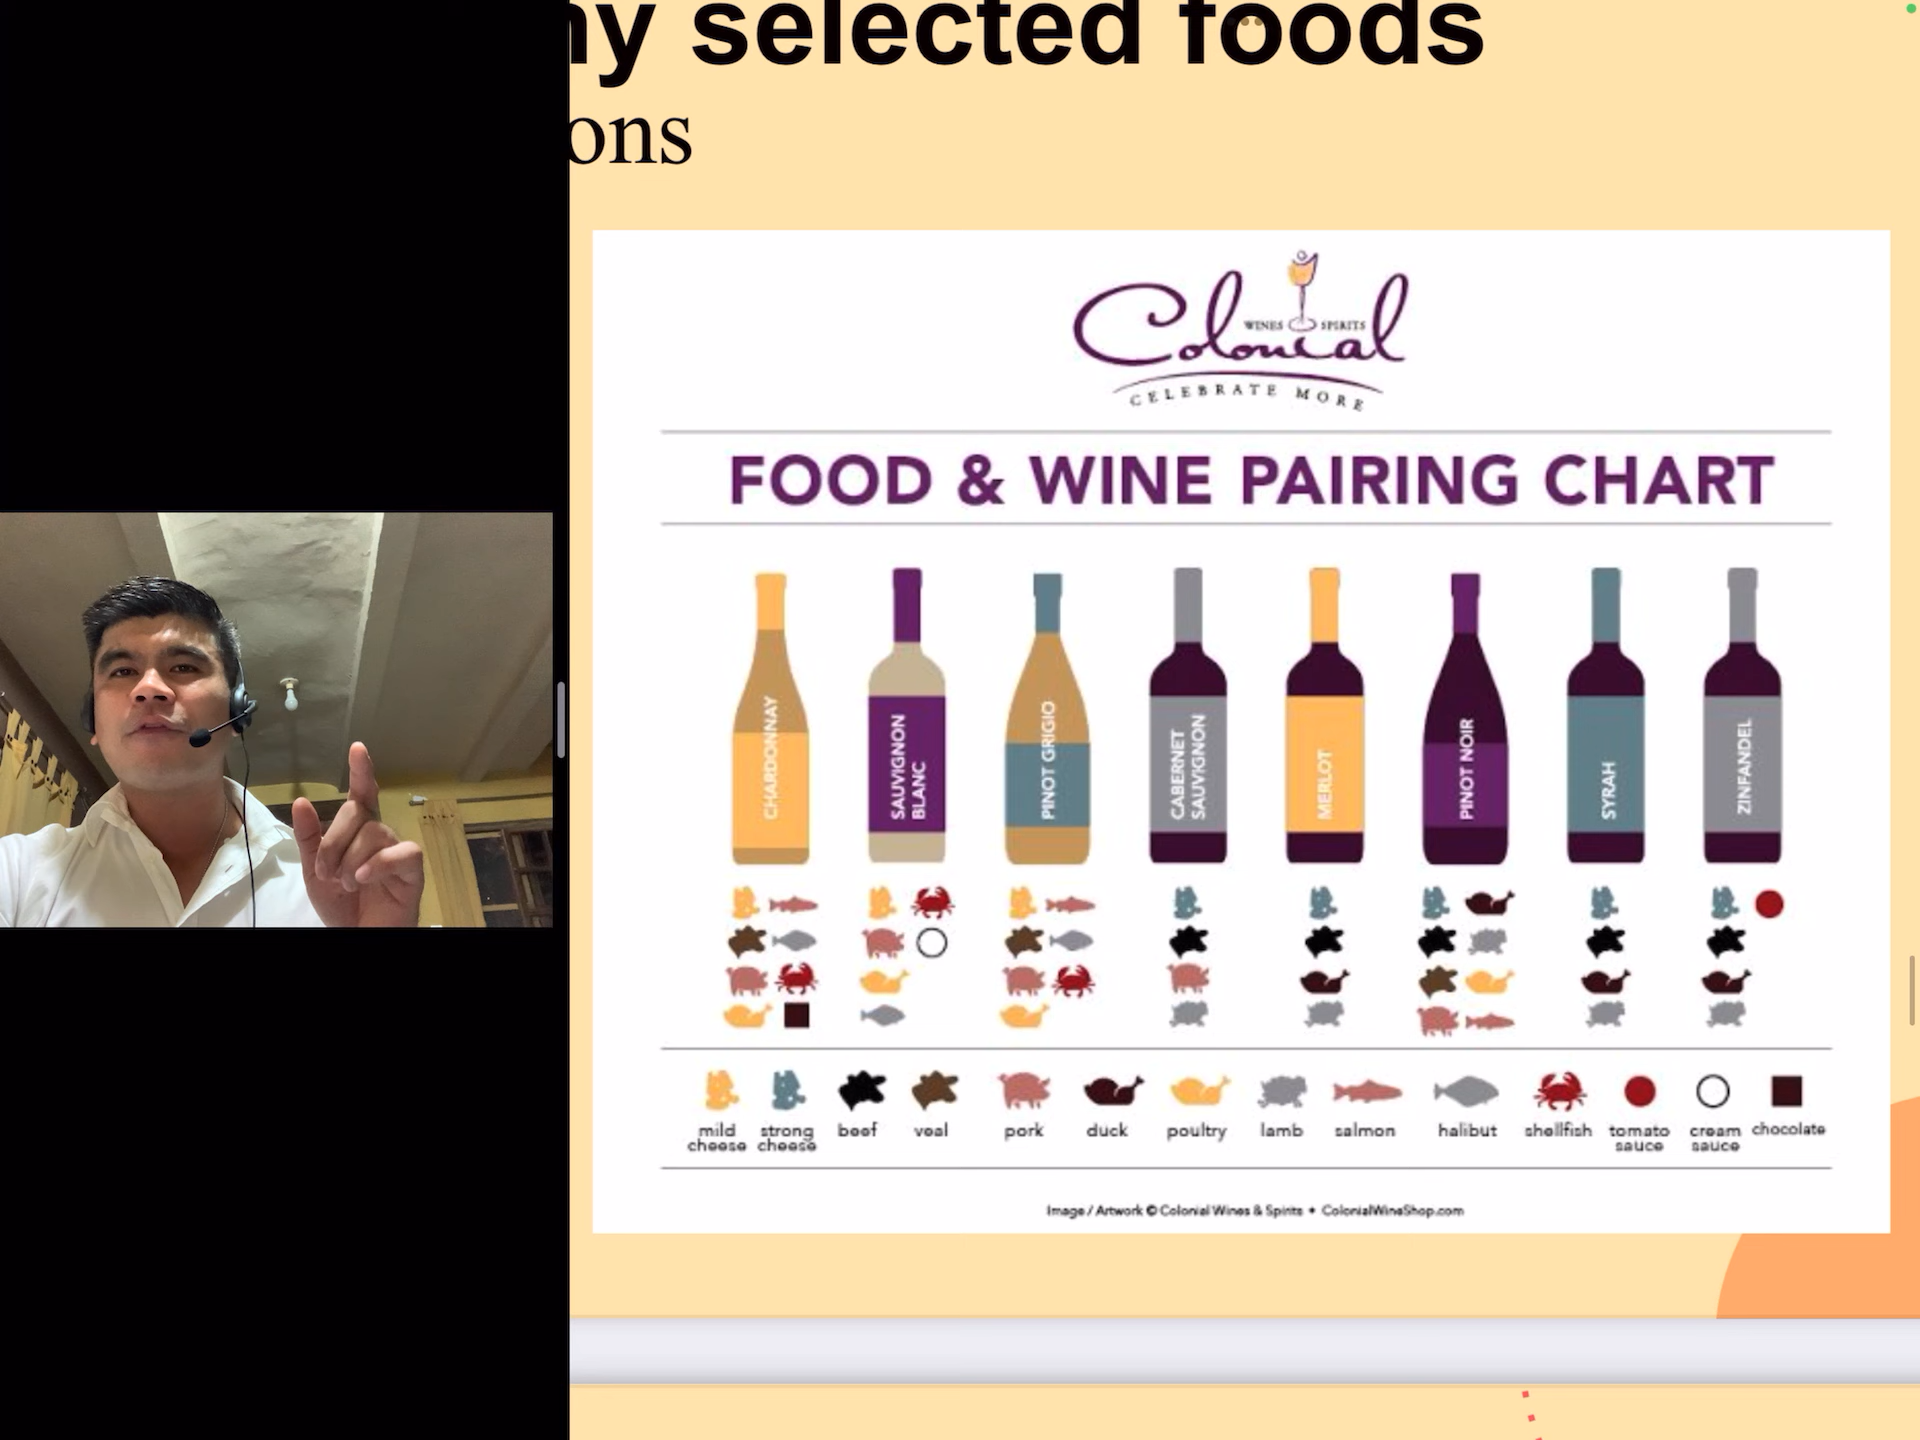 ny selected foods
ons
Colonial
WINES SPIRITS
CELEBRATE MORE
FOOD & WINE PAIRING CHART
CHARDONNAY
SAUVIGNON
BLANC
PINOT GRIGIO
CABERNET
SAUVIGNON
MERLOT
PINOT NOIR
SYRAH
ZINFANDEL
mild
cheese
strong
cheese
beef
veal
pork
duck
poultry
lamb
salmon
halibut
shellfish
tomato
sauce
cream
sauce
chocolate
Image / Artwork © Colonial Wines & Spirits • ColonialWineShop.com